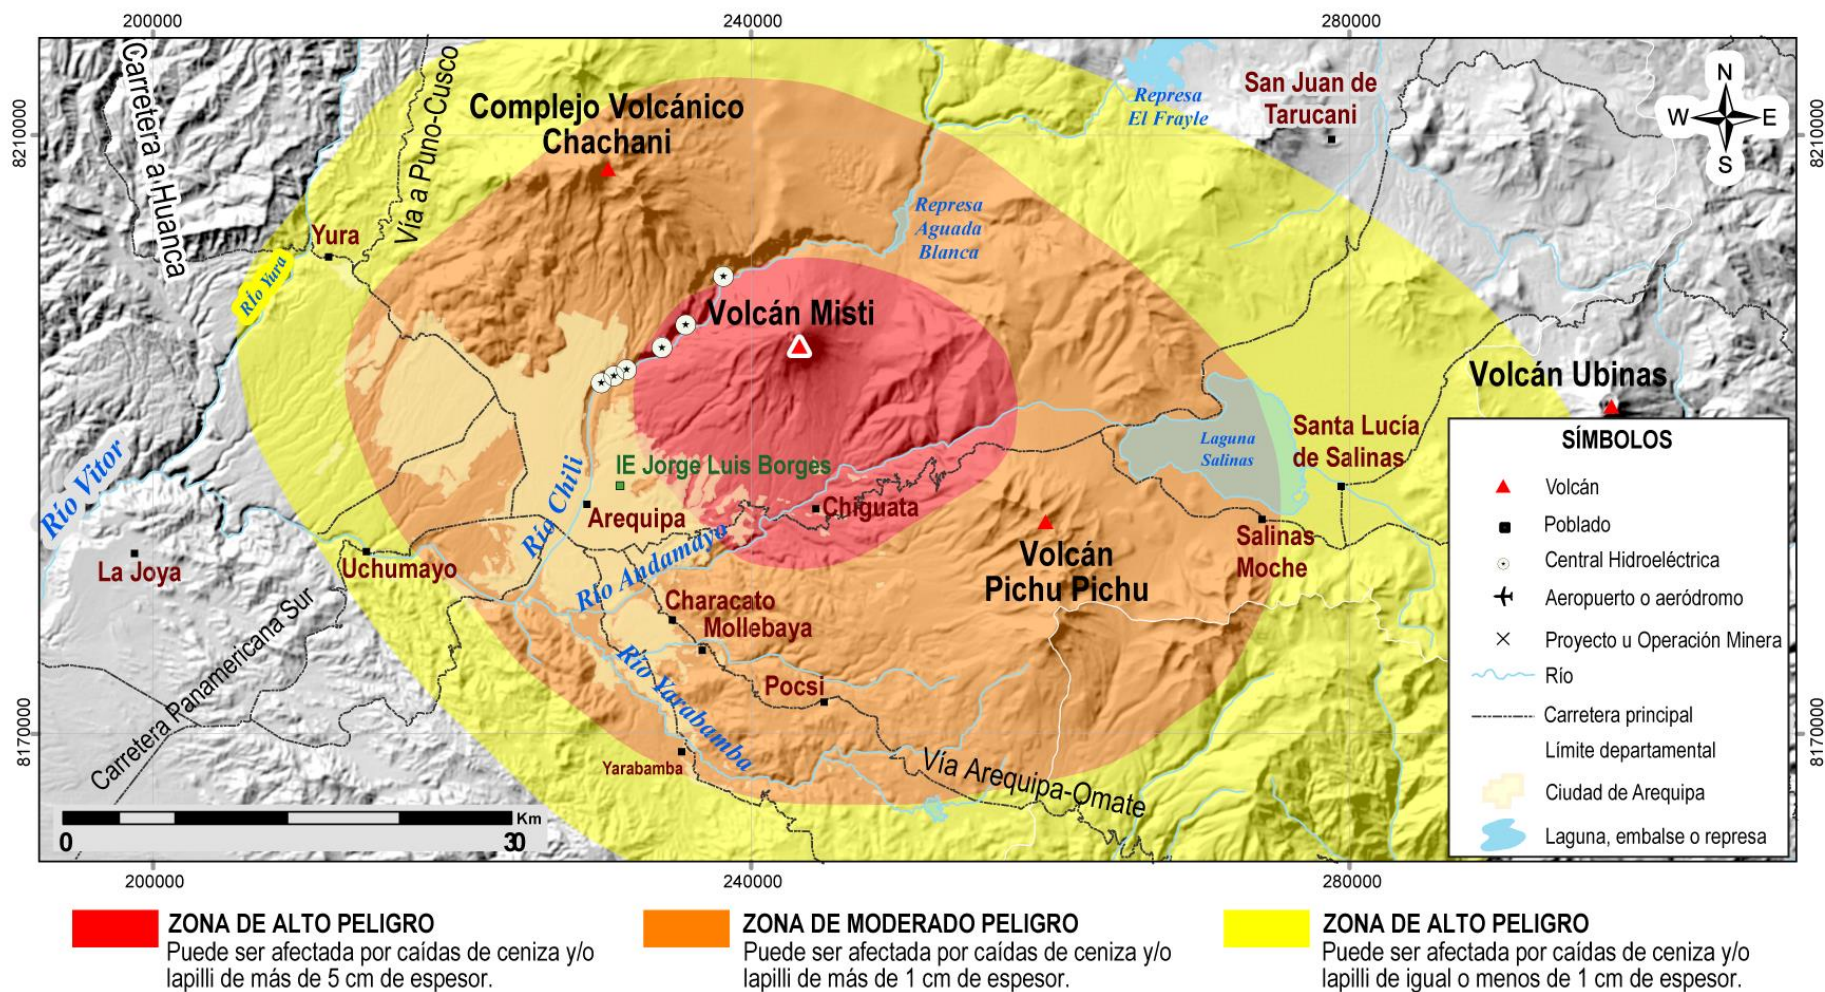 200000
240000
280000
8210000
8210000
Carretera a Huanca
Vía a Puno-Cusco
Complejo Volcánico
Chachani
Represa
El Frayle
San Juan de
Tarucani
N
W
E
S
Yura
Río Yura
Represa
Aguada
Blanca
Volcán Misti
Volcán Ubinas
Río Vitor
IE Jorge Luis Borges
Laguna
Salinas
Santa Lucía
de Salinas
Río Chili
Arequipa
Chiguata
Salinas
Moche
La Joya
Uchumayo
Río Andamayo
Volcán
Pichu Pichu
Characato
Mollebaya
Pocsi
Río Yarabamba
Yarabamba
Carretera Panamericana Sur
Vía Arequipa-Omate
8170000
8170000
SÍMBOLOS
Volcán
Poblado
Central Hidroeléctrica
Aeropuerto o aeródromo
Proyecto u Operación Minera
Río
Carretera principal
Límite departamental
Ciudad de Arequipa
Laguna, embalse o represa
Km
0
30
200000
240000
280000
ZONA DE ALTO PELIGRO
Puede ser afectada por caídas de ceniza y/o
lapilli de más de 5 cm de espesor.
ZONA DE MODERADO PELIGRO
Puede ser afectada por caídas de ceniza y/o
lapilli de más de 1 cm de espesor.
ZONA DE ALTO PELIGRO
Puede ser afectada por caídas de ceniza y/o
lapilli de igual o menos de 1 cm de espesor.